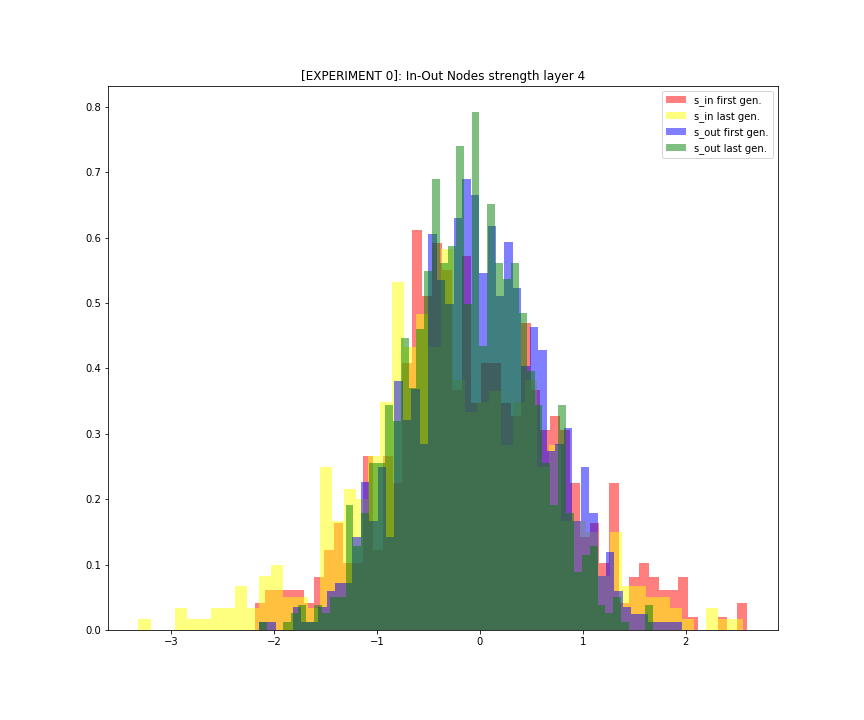 [EXPERIMENT 0]: In-Out Nodes strength layer 4
s_in first gen.
s_in last gen.
s_out first gen.
s_out last gen.
0.8
0.7
0.6
0.5
0.4
0.3
0.2
0.1
0.0
−3 −2 −1 0 1 2